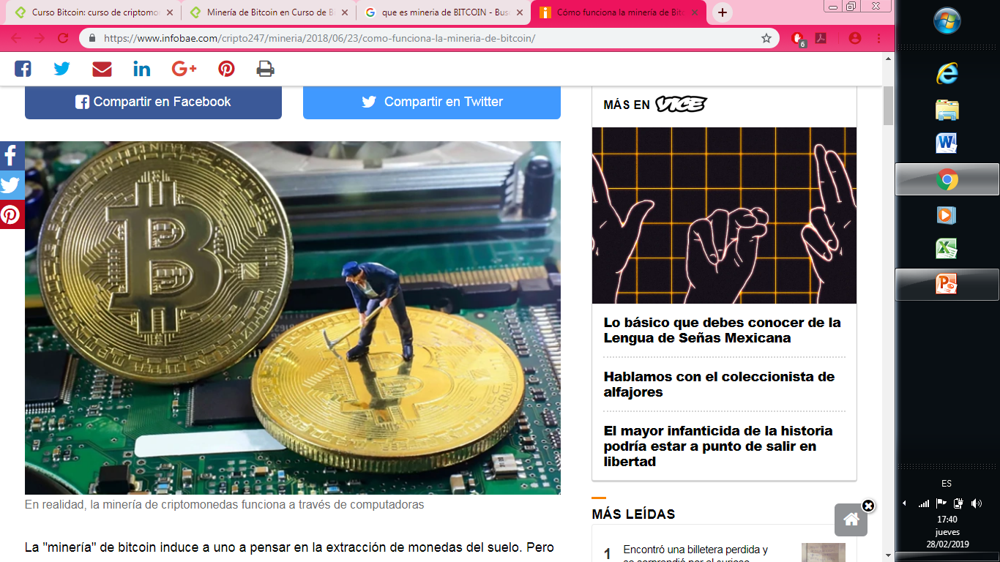 Curso Bitcoin: curso de criptomo
Minería de Bitcoin en Curso de B
que es mineria de BITCOIN - Bus
Cómo funciona la minería de Bitc
https://www.infobae.com/cripto247/mineria/2018/06/23/como-funciona-la-mineria-de-bitcoin/
6
Compartir en Facebook
Compartir en Twitter
En realidad, la minería de criptomonedas funciona a través de computadoras
La "minería" de bitcoin induce a uno a pensar en la extracción de monedas del suelo. Pero
MÁS EN VICE
Lo básico que debes conocer de la
Lengua de Señas Mexicana
Hablamos con el coleccionista de
alfajores
El mayor infanticida de la historia
podría estar a punto de salir en
libertad
MÁS LEÍDAS
1 Encontró una billetera perdida y
se sorprendió por el curioso
ES
17:40
jueves
28/02/2019